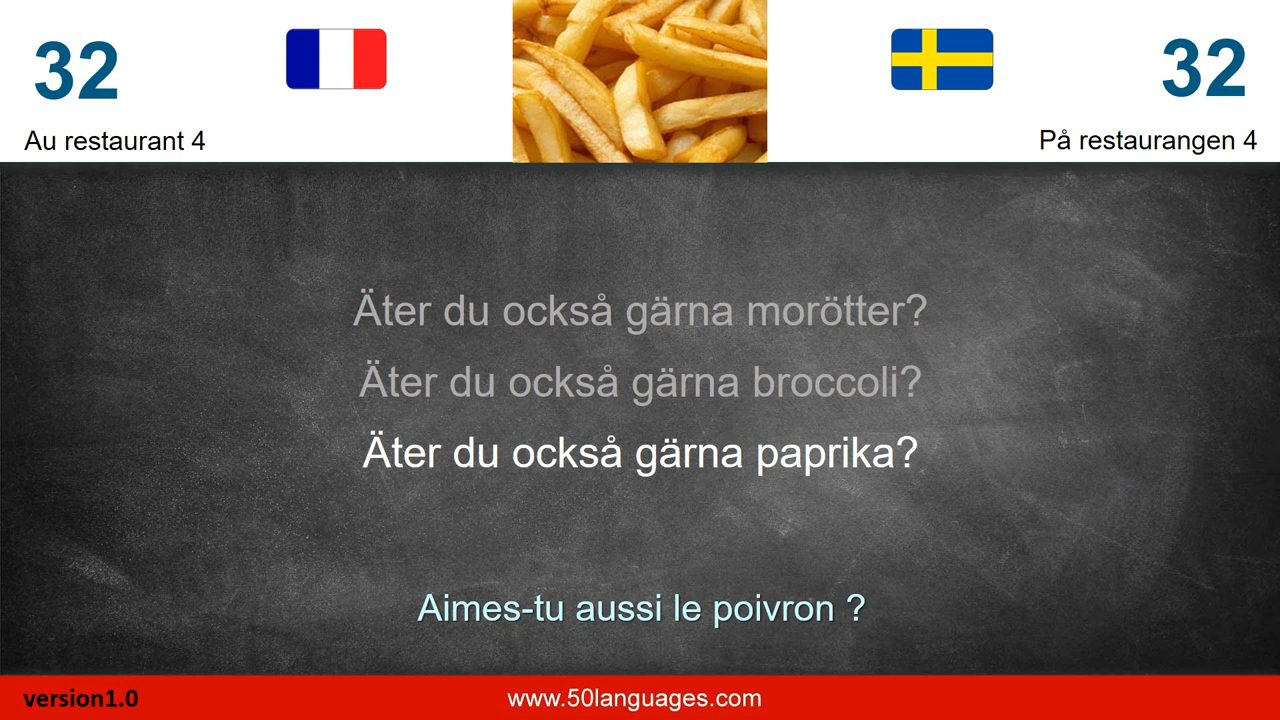 32
32
Au restaurant 4
På restaurangen 4
Äter du också gärna morötter?
Äter du också gärna broccoli?
Äter du också gärna paprika?
Aimes-tu aussi le poivron ?
version1.0
www.50languages.com